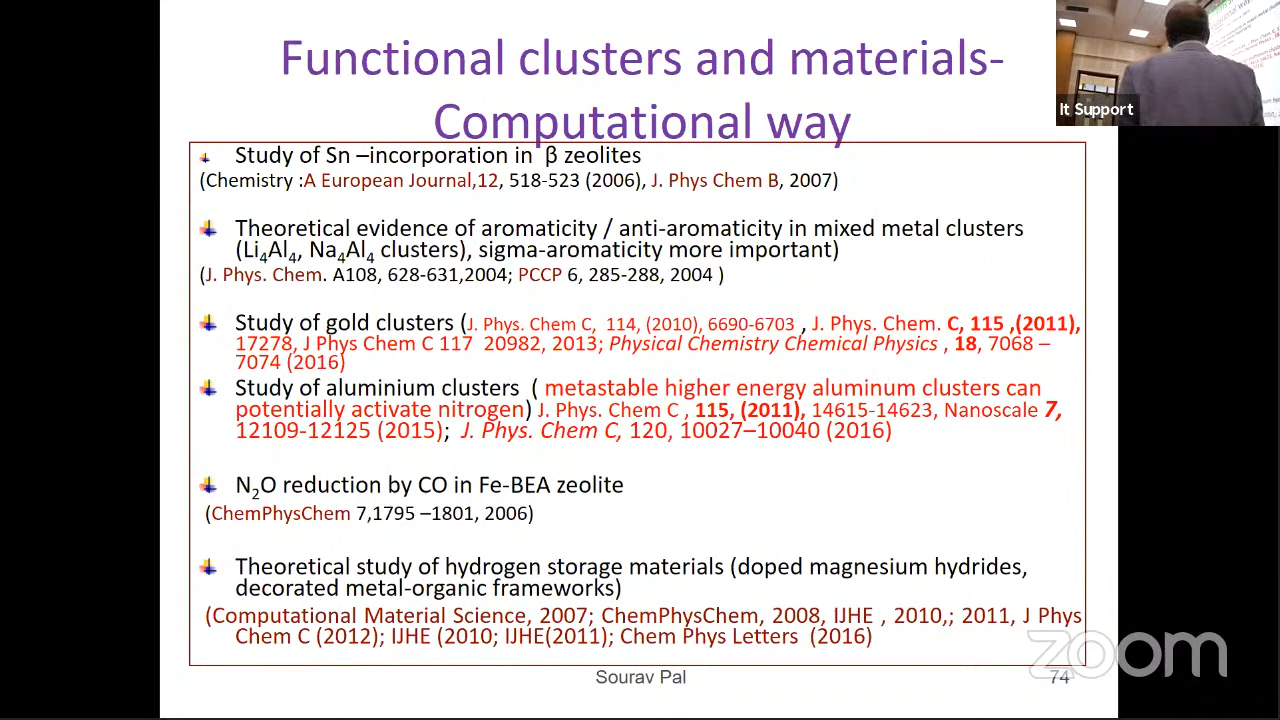 Functional clusters and materials-
Computational way
Study of Sn –incorporation in β zeolites
(Chemistry :A European Journal,12, 518-523 (2006), J. Phys Chem B, 2007)
Theoretical evidence of aromaticity / anti-aromaticity in mixed metal clusters
(Li₄Al₄, Na₄Al₄ clusters), sigma-aromaticity more important)
(J. Phys. Chem. A108, 628-631,2004; PCCP 6, 285-288, 2004 )
Study of gold clusters (J. Phys. Chem C, 114, (2010), 6690-6703 , J. Phys. Chem. C, 115 ,(2011),
17278, J Phys Chem C 117 20982, 2013; Physical Chemistry Chemical Physics , 18, 7068 –
7074 (2016)
Study of aluminium clusters ( metastable higher energy aluminum clusters can
potentially activate nitrogen) J. Phys. Chem C , 115, (2011), 14615-14623, Nanoscale 7,
12109-12125 (2015); J. Phys. Chem C, 120, 10027–10040 (2016)
N₂O reduction by CO in Fe-BEA zeolite
(ChemPhysChem 7,1795 –1801, 2006)
Theoretical study of hydrogen storage materials (doped magnesium hydrides,
decorated metal-organic frameworks)
(Computational Material Science, 2007; ChemPhysChem, 2008, IJHE , 2010,; 2011, J Phys
Chem C (2012); IJHE (2010; IJHE(2011); Chem Phys Letters (2016)
Sourav Pal
74
It Support
zoom